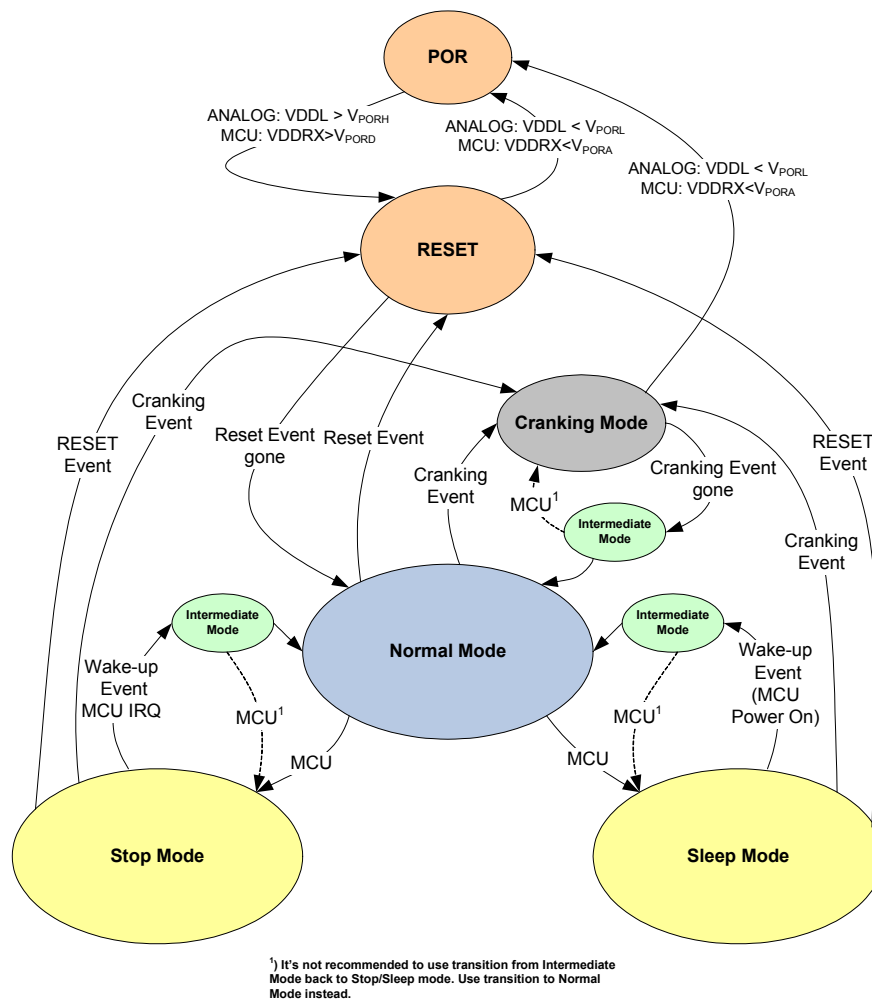 POR
ANALOG: VDDL > VPORH
MCU: VDDRX>VPORD
ANALOG: VDDL < VPORL
MCU: VDDRX<VPORA
ANALOG: VDDL < VPORL
MCU: VDDRX<VPORA
RESET
Cranking
Event
RESET
Event
Reset Event
gone
Reset Event
Cranking Mode
Cranking
Event
Cranking Event
gone
RESET
Event
MCU¹
Intermediate
Mode
Cranking
Event
Intermediate
Mode
Normal Mode
Intermediate
Mode
Wake-up
Event
MCU IRQ
MCU¹
MCU
MCU
MCU¹
Wake-up
Event
(MCU
Power On)
Stop Mode
Sleep Mode
¹) It's not recommended to use transition from Intermediate
Mode back to Stop/Sleep mode. Use transition to Normal
Mode instead.